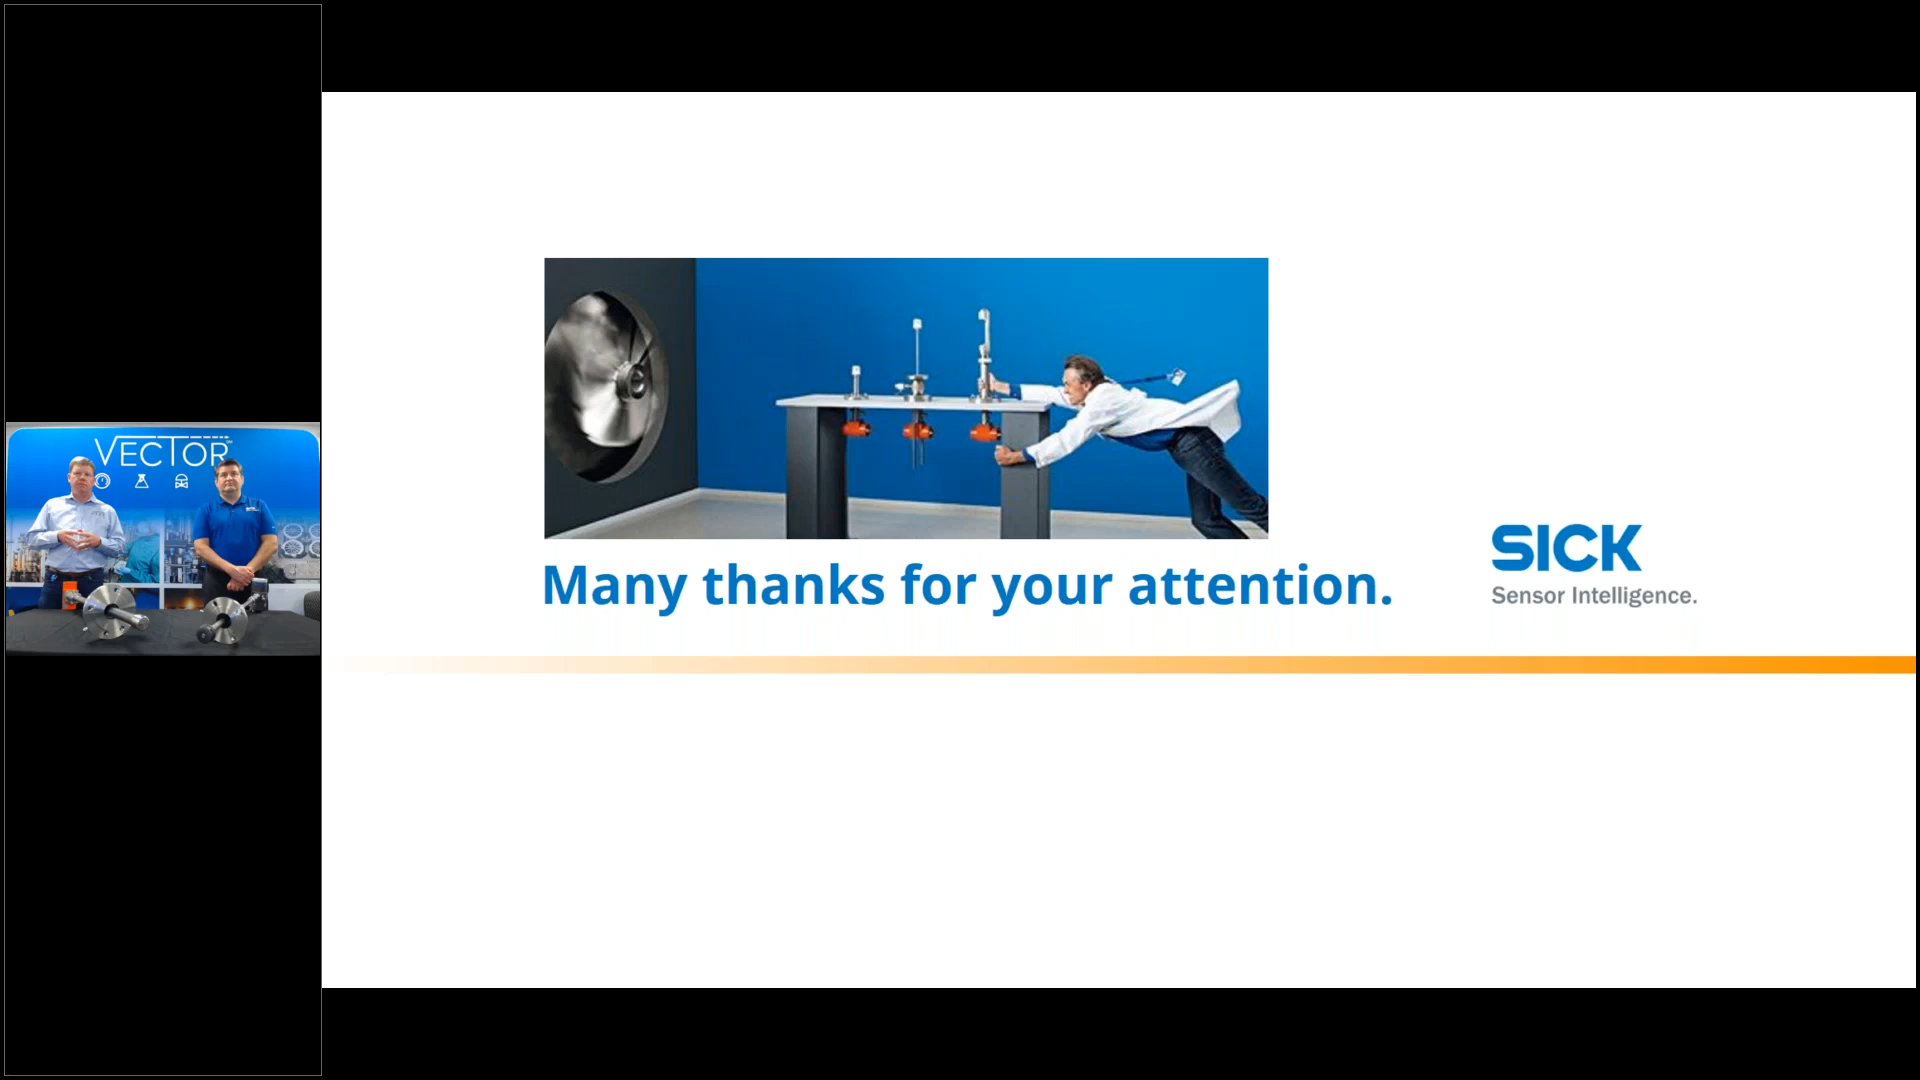 VECTOR
Many thanks for your attention.
SICK
Sensor Intelligence.